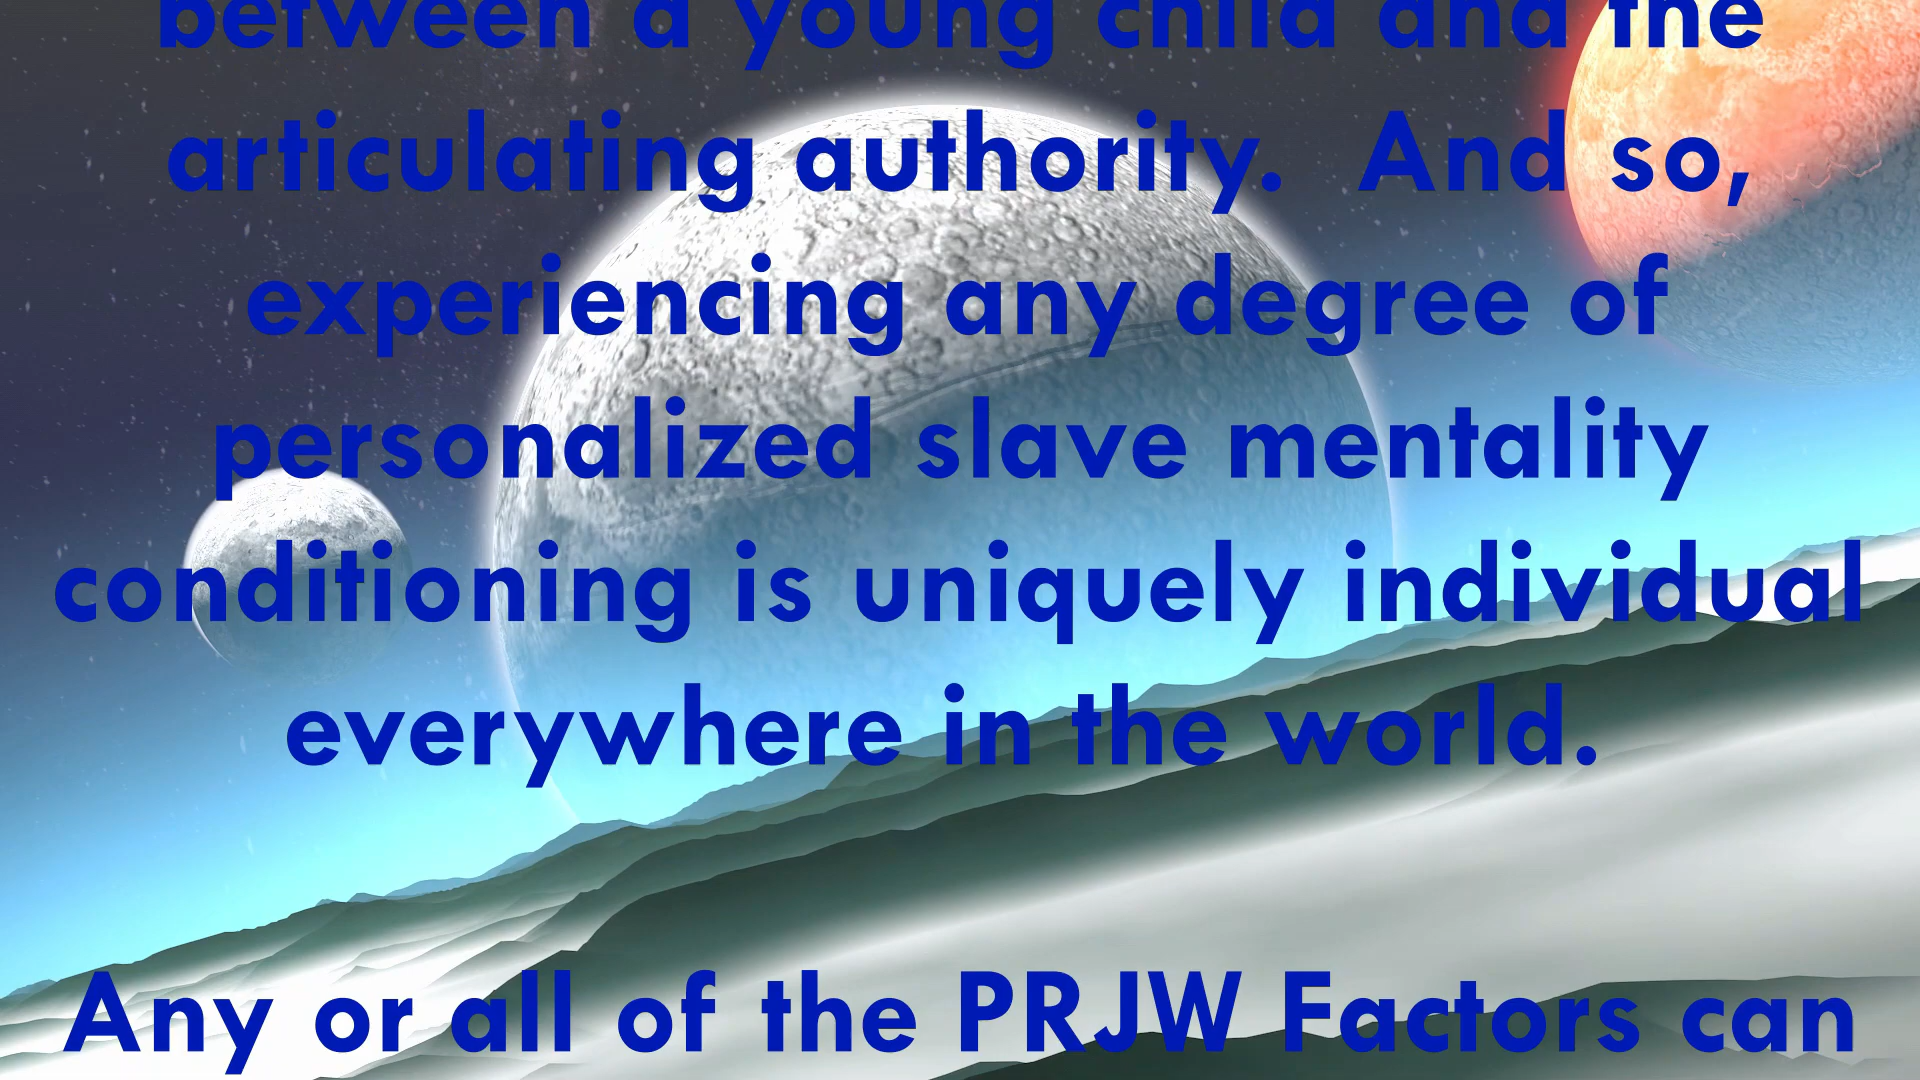 between a young child and the
articulating authority.  And so,
experiencing any degree of
personalized slave mentality
conditioning is uniquely individual
everywhere in the world.
Any or all of the PRJW Factors can